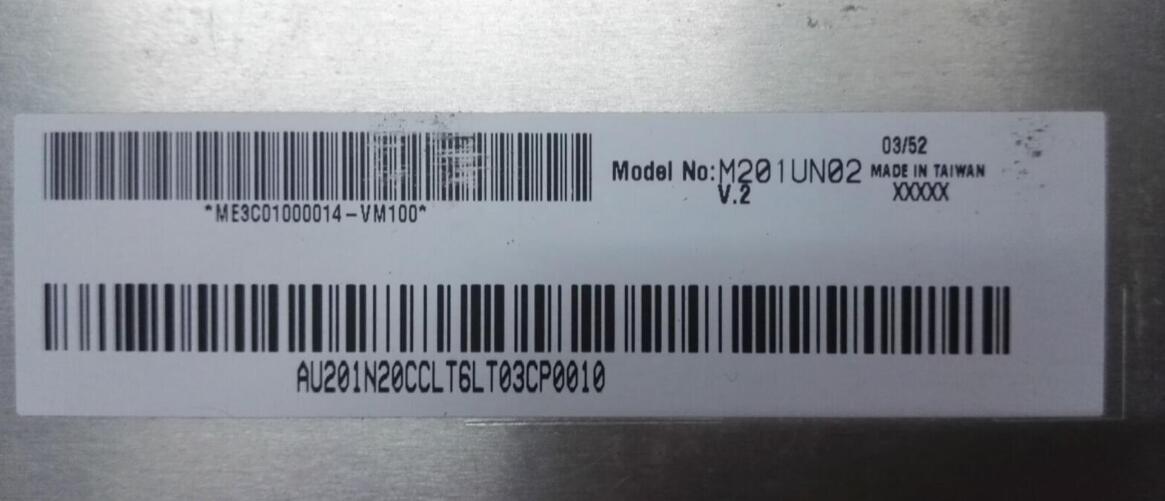 *ME3C01000014-VM100*
Model No:M201UN02
V.2
03/52
MADE IN TAIWAN
XXXXX
AU201N20CCLT6LT03CP0010